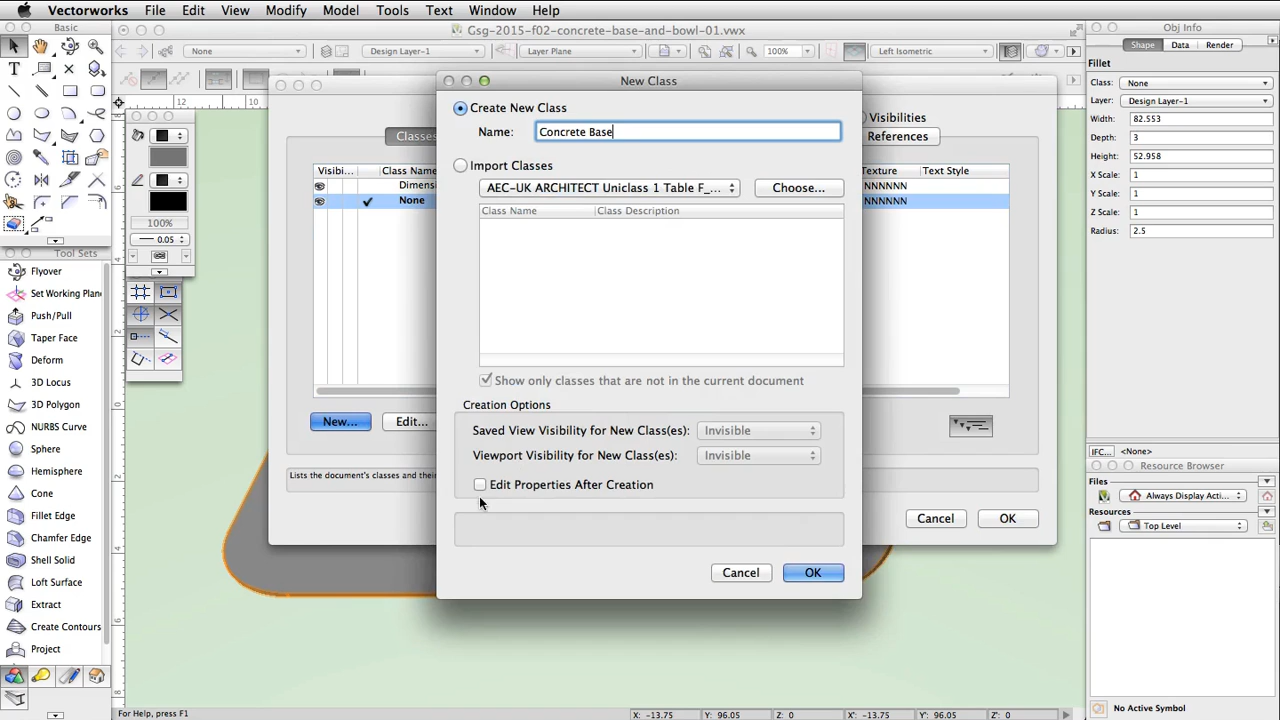 Vectorworks File Edit View Modify Model Tools Text Window Help
Basic
Gsg-2015-f02-concrete-base-and-bowl-01.vwx
Obj Info
None
Design Layer-1
Layer Plane
100%
Left Isometric
Shape Data Render
Fillet
Class: None
Layer: Design Layer-1
Width: 82.553
Depth: 3
Height: 52.958
X Scale: 1
Y Scale: 1
Z Scale: 1
Radius: 2.5
12 10
100%
0.05
Tool Sets
Flyover
Set Working Plane
Push/Pull
Taper Face
Deform
3D Locus
3D Polygon
NURBS Curve
Sphere
Hemisphere
Cone
Fillet Edge
Chamfer Edge
Shell Solid
Loft Surface
Extract
Create Contours
Project
Visibilities
Classes
References
Visibi... Class Name
Texture Text Style
Dimens
NNNNNN
None
NNNNNN
New... Edit...
Lists the document's classes and their
Cancel OK
New Class
Create New Class
Name: Concrete Base
Import Classes
AEC-UK ARCHITECT Uniclass 1 Table F_... Choose...
Class Name Class Description
Show only classes that are not in the current document
Creation Options
Saved View Visibility for New Class(es): Invisible
Viewport Visibility for New Class(es): Invisible
Edit Properties After Creation
Cancel OK
IFC... <None>
Resource Browser
Files
Always Display Acti...
Resources
Top Level
No Active Symbol
For Help, press F1
X: -13.75 Y: 96.05 Z: 0 X': -13.75 Y': 96.05 Z': 0